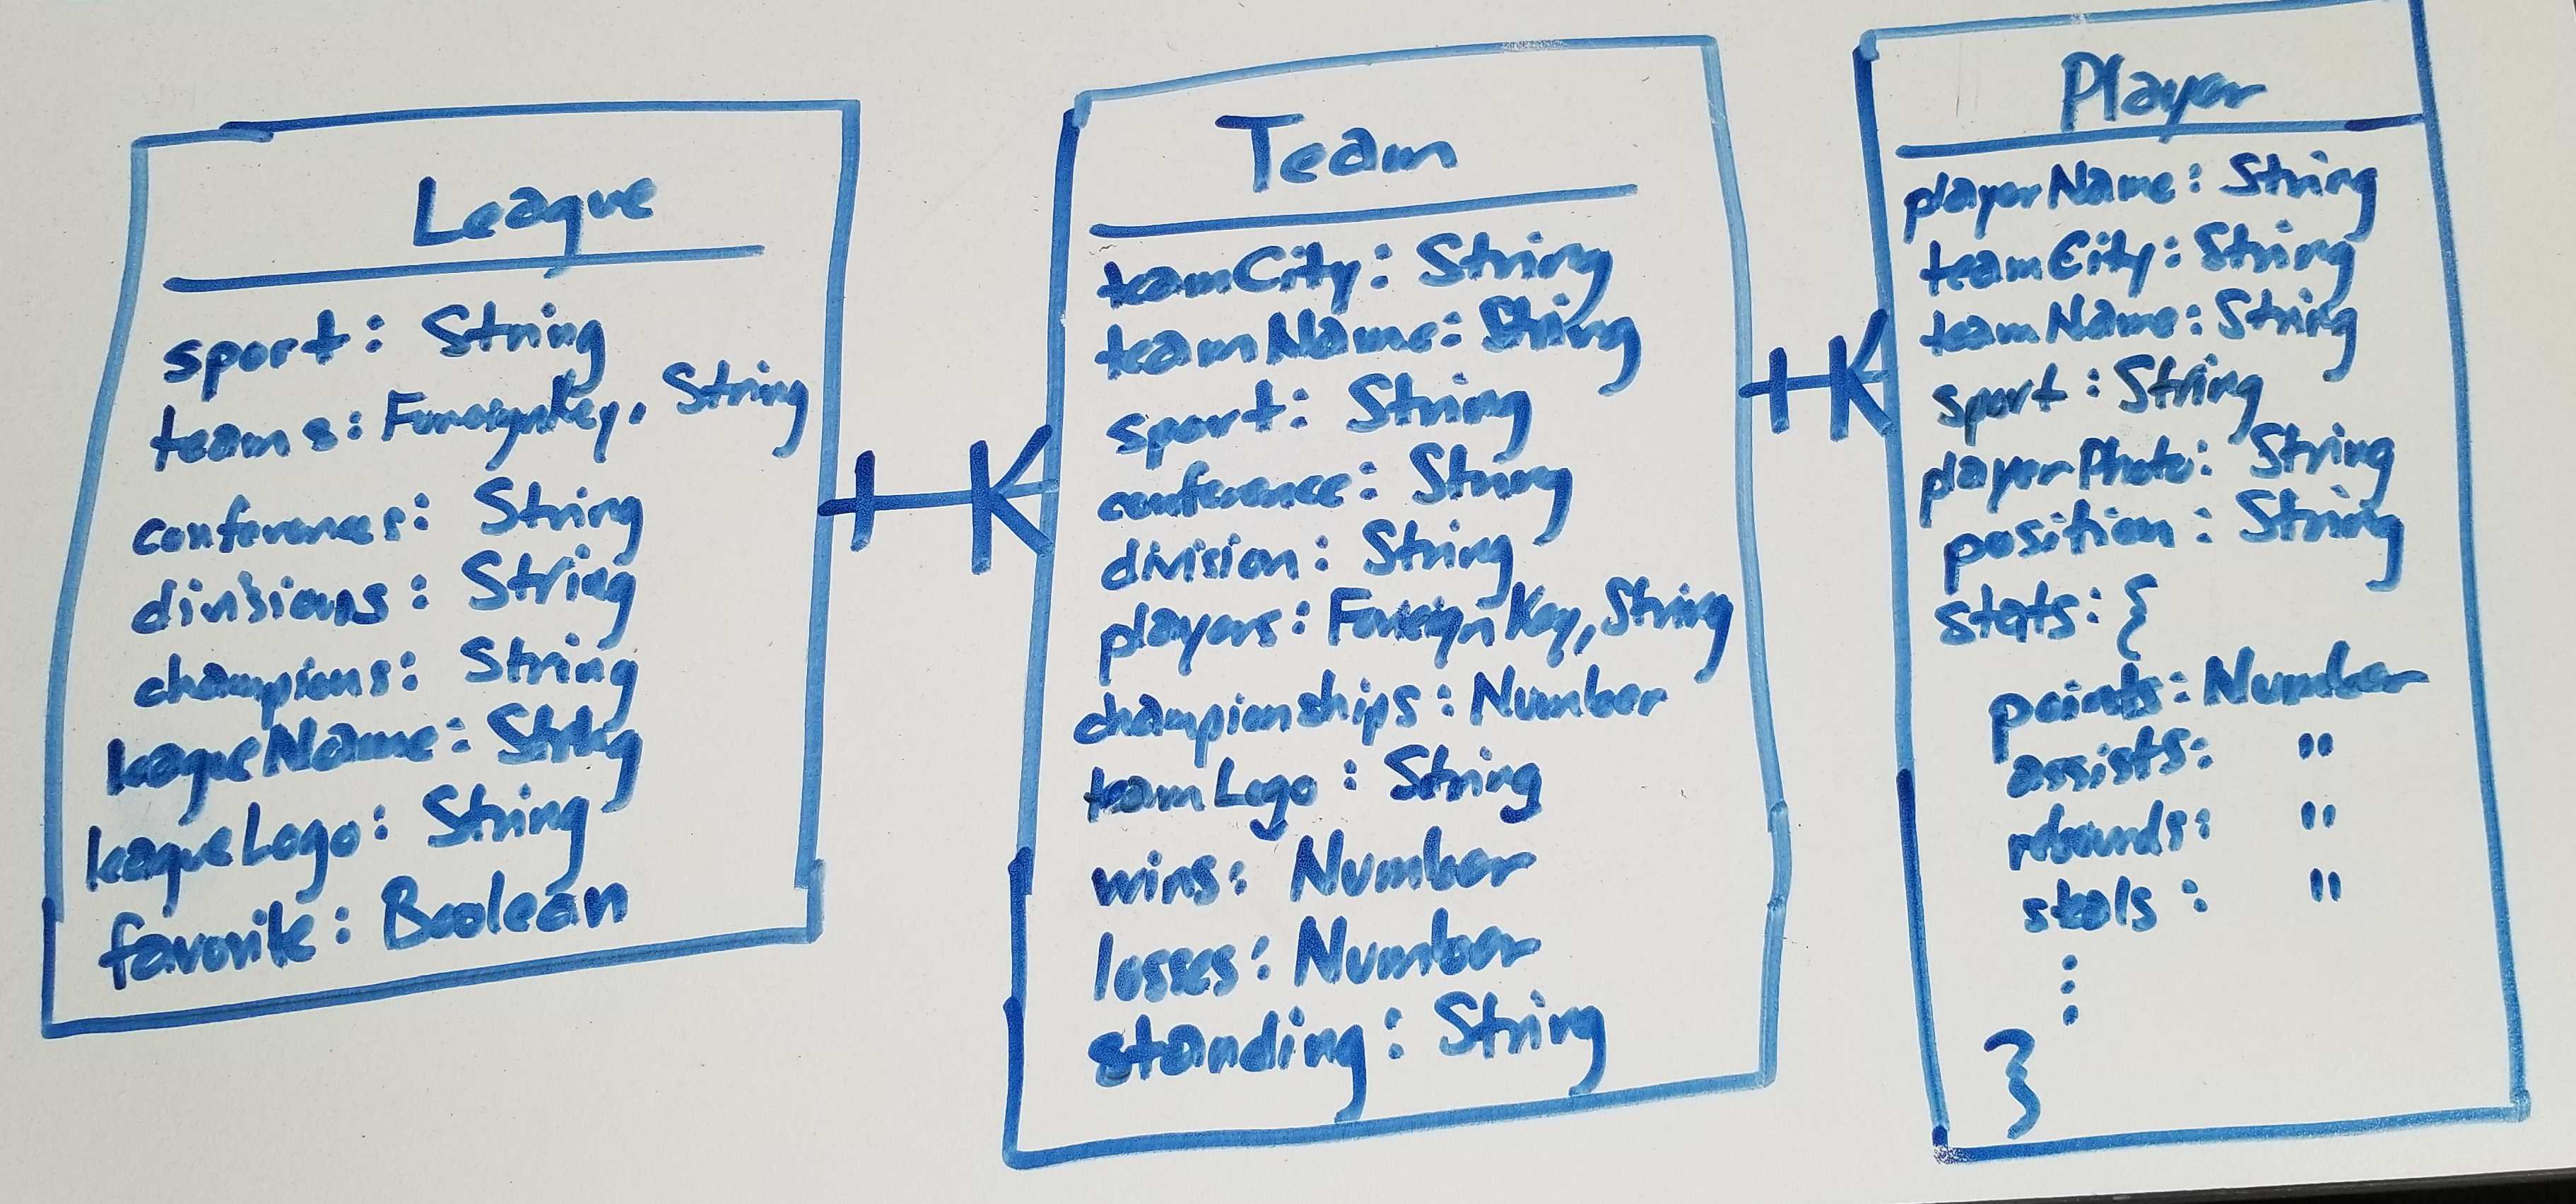 League
sport: String
teams: ForeignKey, String
conferences: String
divisions: String
champions: String
leagueName: String
leagueLogo: String
favorite: Boolean
Team
teamCity: String
teamName: String
sport: String
conference: String
division: String
players: ForeignKey, String
championships: Number
teamLogo: String
wins: Number
losses: Number
standing: String
Player
playerName: String
teamCity: String
teamName: String
sport: String
playerPhoto: String
position: String
stats: {
points: Number
assists: "
rebounds: "
steals: "
⋮
}